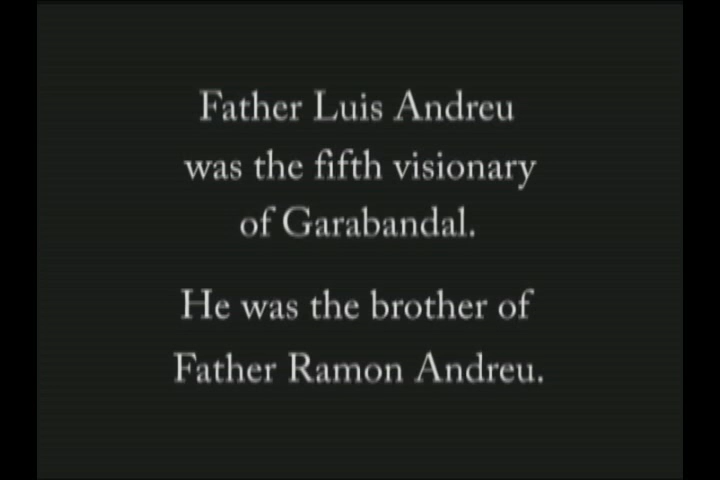 Father Luis Andreu
was the fifth visionary
of Garabandal.
He was the brother of
Father Ramon Andreu.